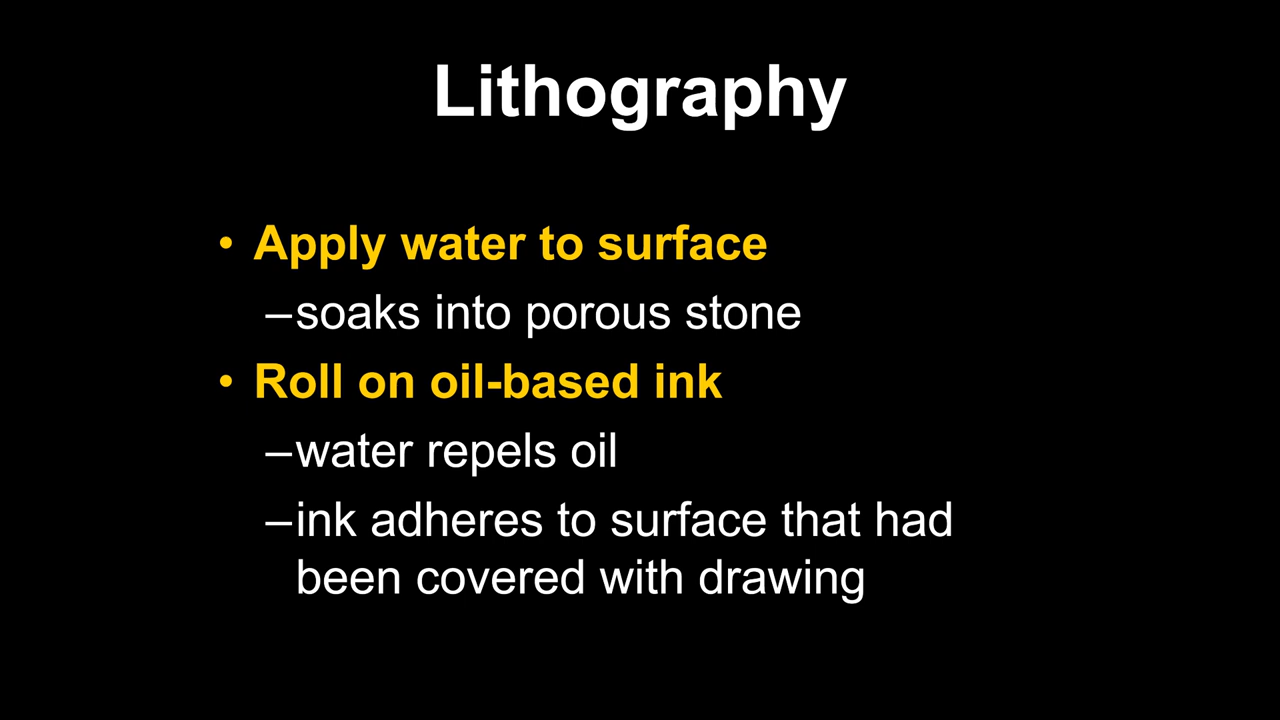 Lithography
• Apply water to surface
–soaks into porous stone
• Roll on oil-based ink
–water repels oil
–ink adheres to surface that had
been covered with drawing